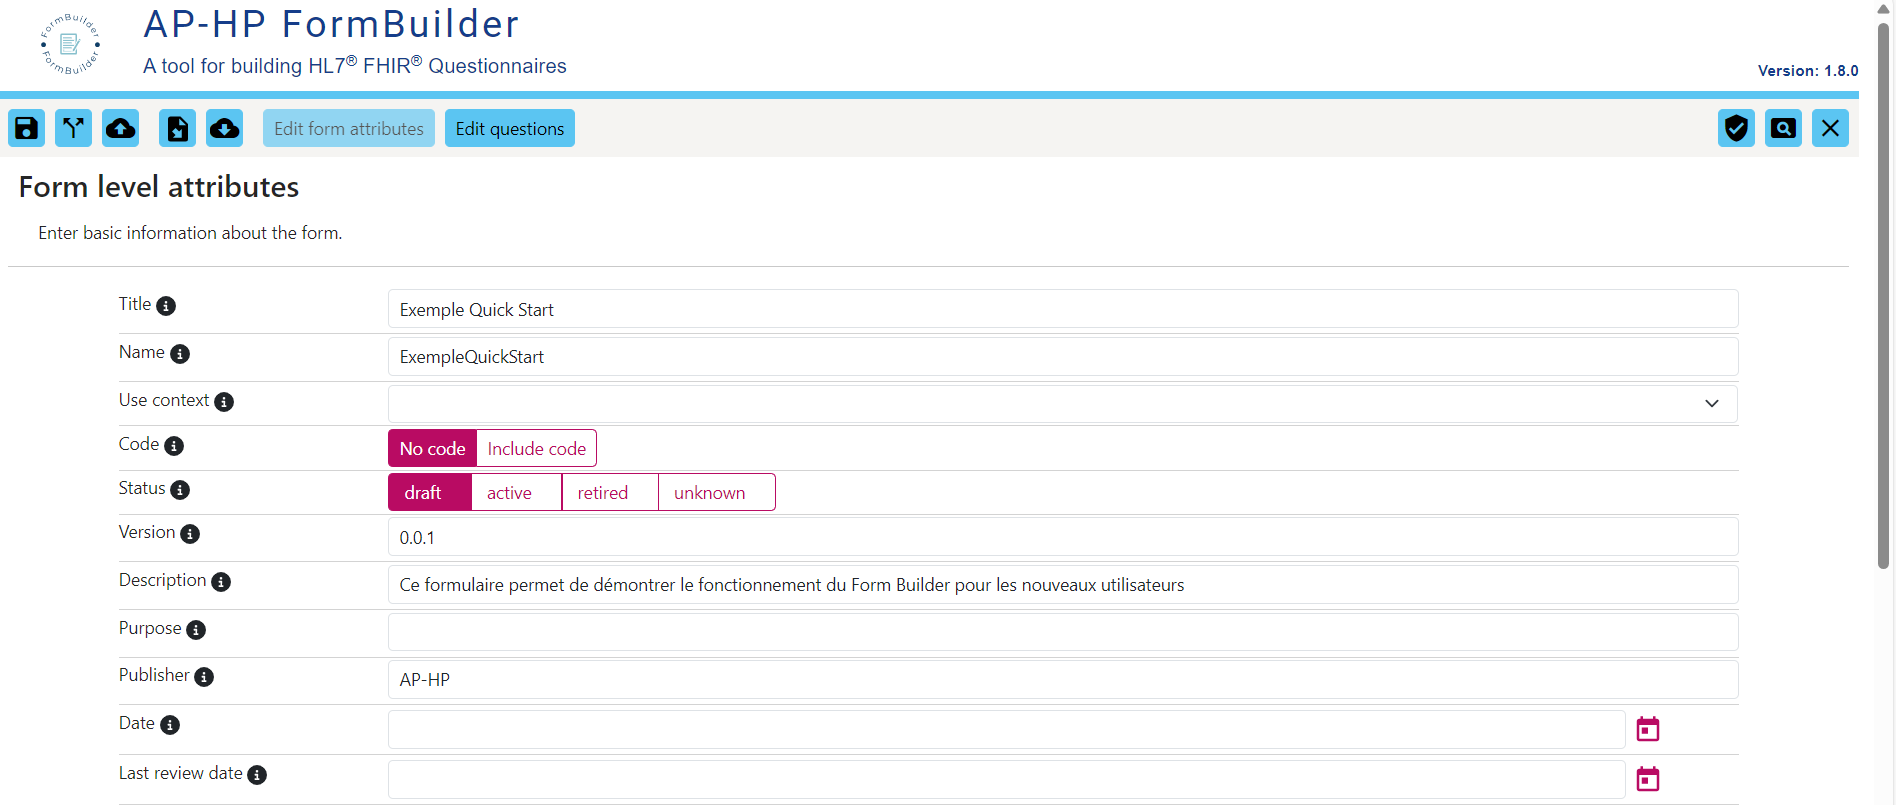 FormBuilder
FormBuilder
AP-HP FormBuilder
A tool for building HL7® FHIR® Questionnaires
Version: 1.8.0
Edit form attributes
Edit questions
Form level attributes
Enter basic information about the form.
Title
Exemple Quick Start
Name
ExempleQuickStart
Use context
Code
No code
Include code
Status
draft
active
retired
unknown
Version
0.0.1
Description
Ce formulaire permet de démontrer le fonctionnement du Form Builder pour les nouveaux utilisateurs
Purpose
Publisher
AP-HP
Date
Last review date